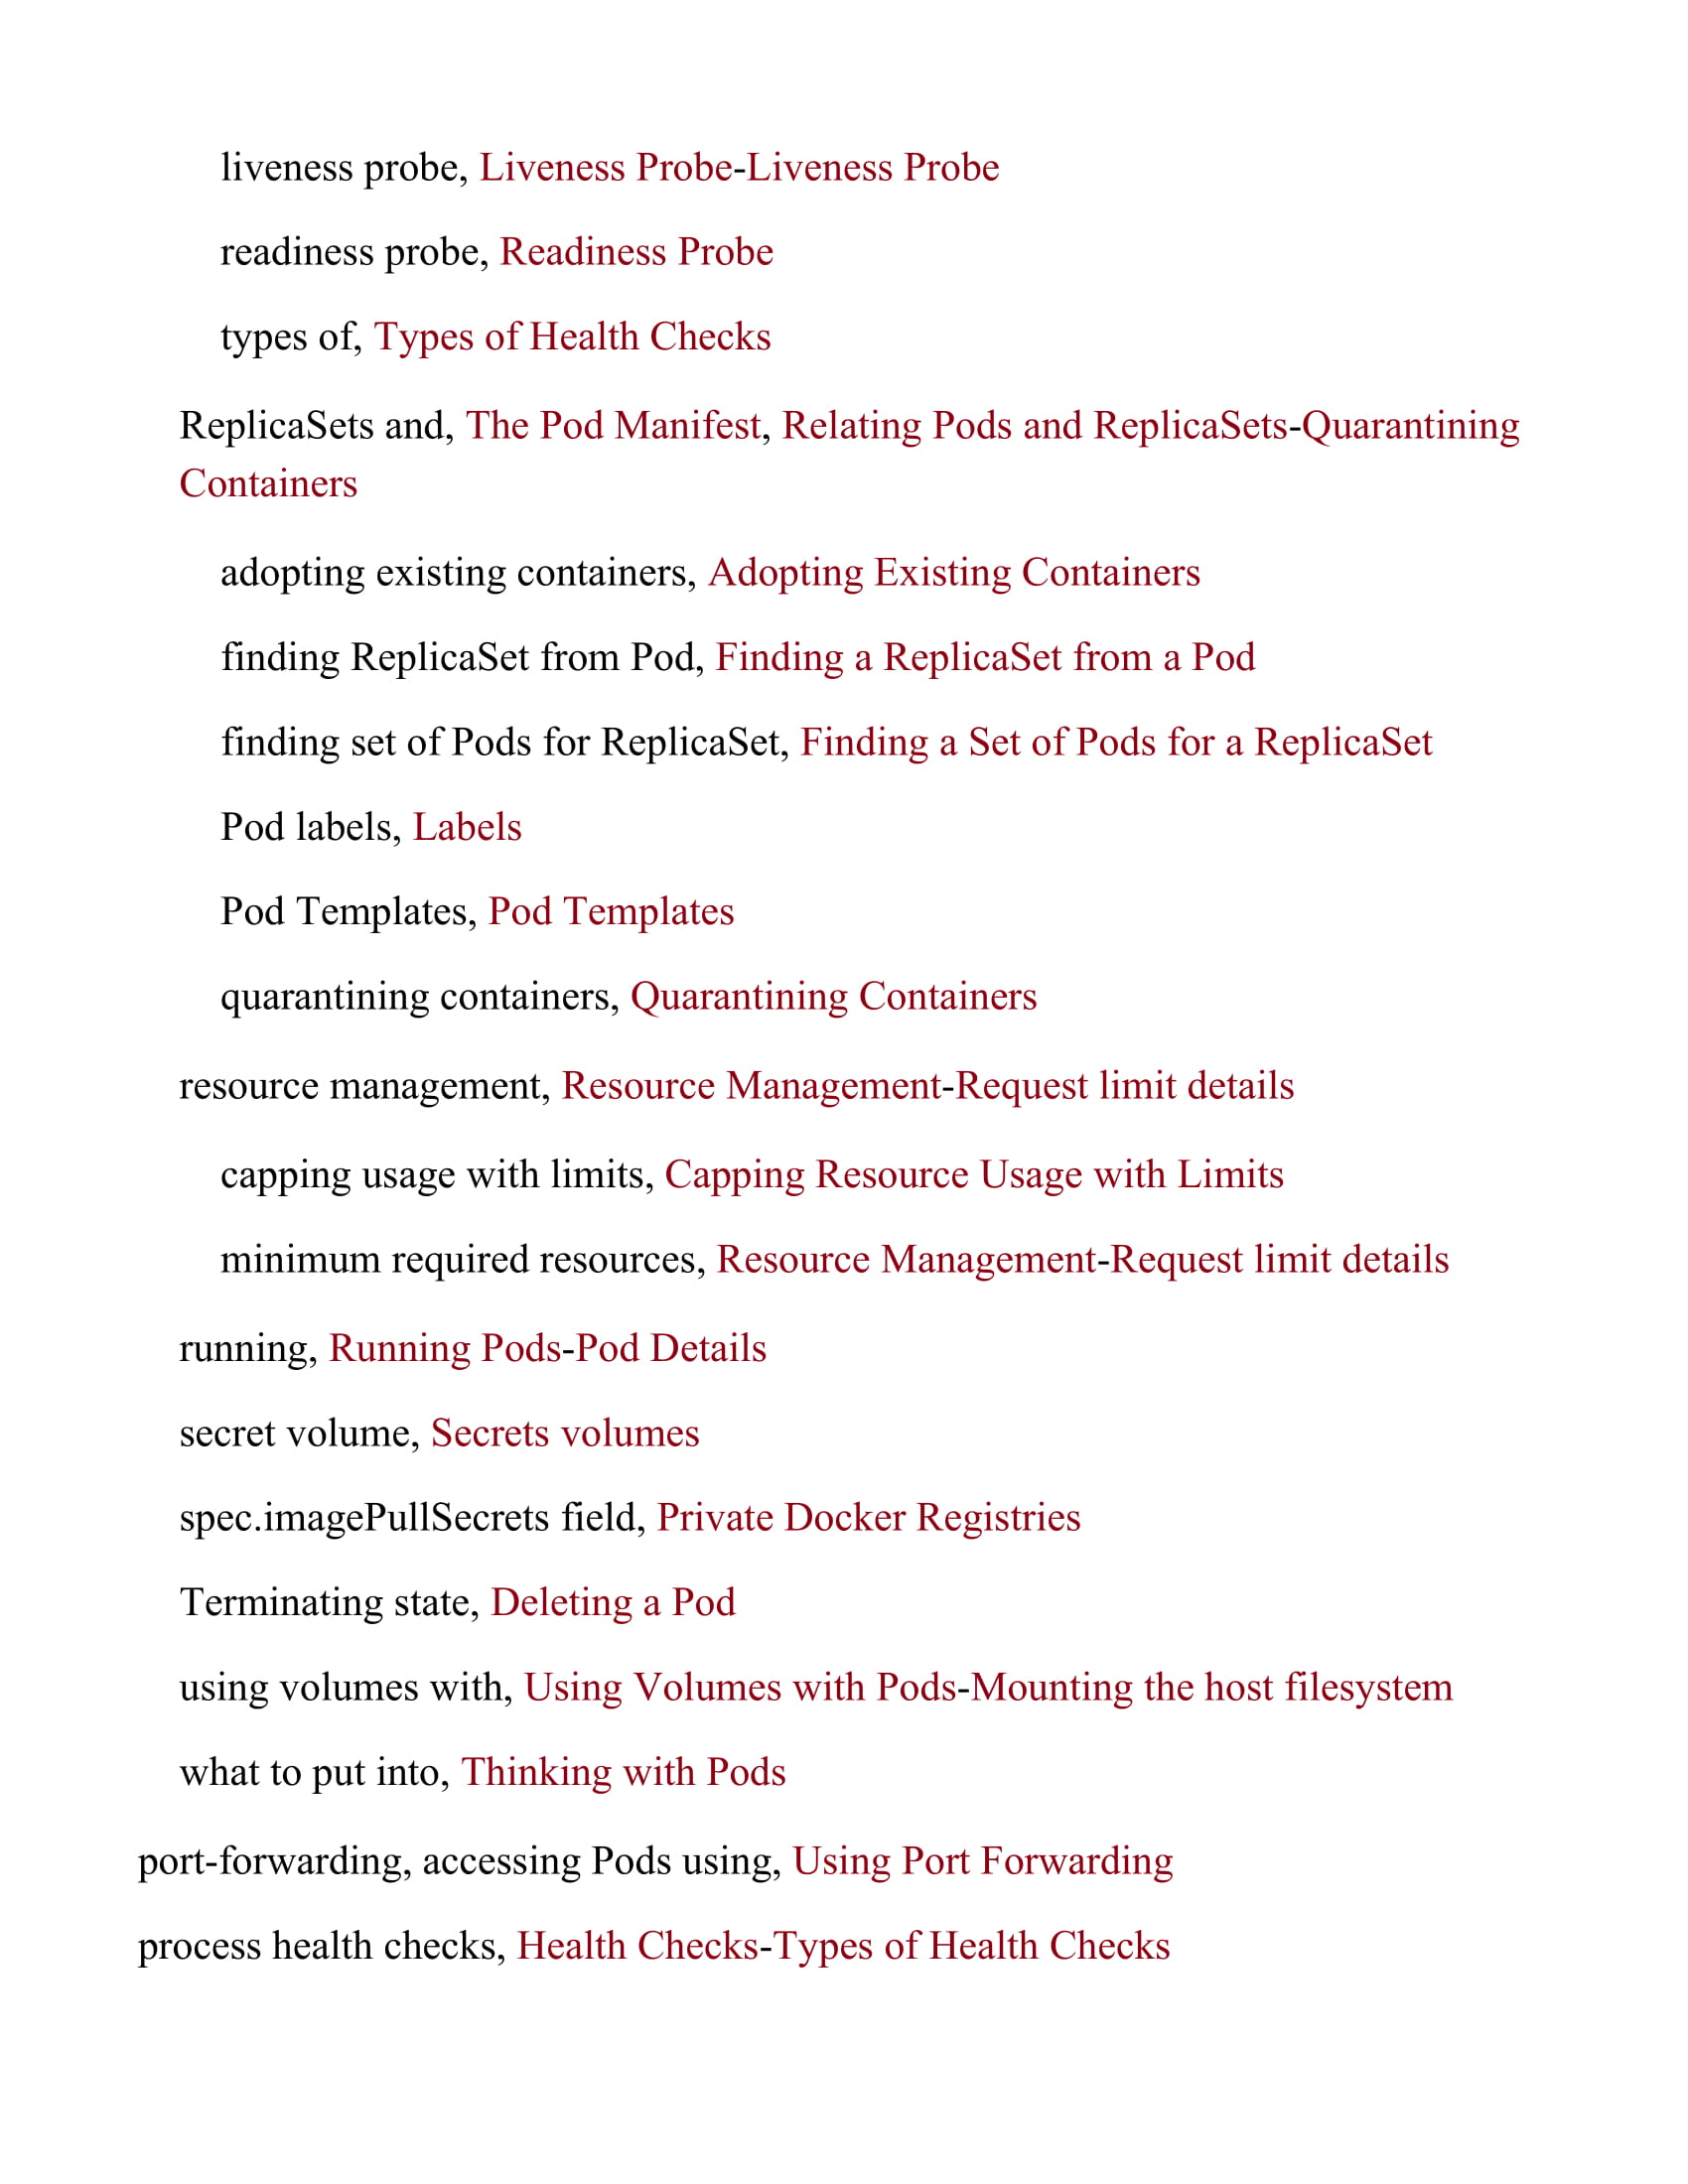 liveness probe, Liveness Probe-Liveness Probe
readiness probe, Readiness Probe
types of, Types of Health Checks
ReplicaSets and, The Pod Manifest, Relating Pods and ReplicaSets-Quarantining
Containers
adopting existing containers, Adopting Existing Containers
finding ReplicaSet from Pod, Finding a ReplicaSet from a Pod
finding set of Pods for ReplicaSet, Finding a Set of Pods for a ReplicaSet
Pod labels, Labels
Pod Templates, Pod Templates
quarantining containers, Quarantining Containers
resource management, Resource Management-Request limit details
capping usage with limits, Capping Resource Usage with Limits
minimum required resources, Resource Management-Request limit details
running, Running Pods-Pod Details
secret volume, Secrets volumes
spec.imagePullSecrets field, Private Docker Registries
Terminating state, Deleting a Pod
using volumes with, Using Volumes with Pods-Mounting the host filesystem
what to put into, Thinking with Pods
port-forwarding, accessing Pods using, Using Port Forwarding
process health checks, Health Checks-Types of Health Checks